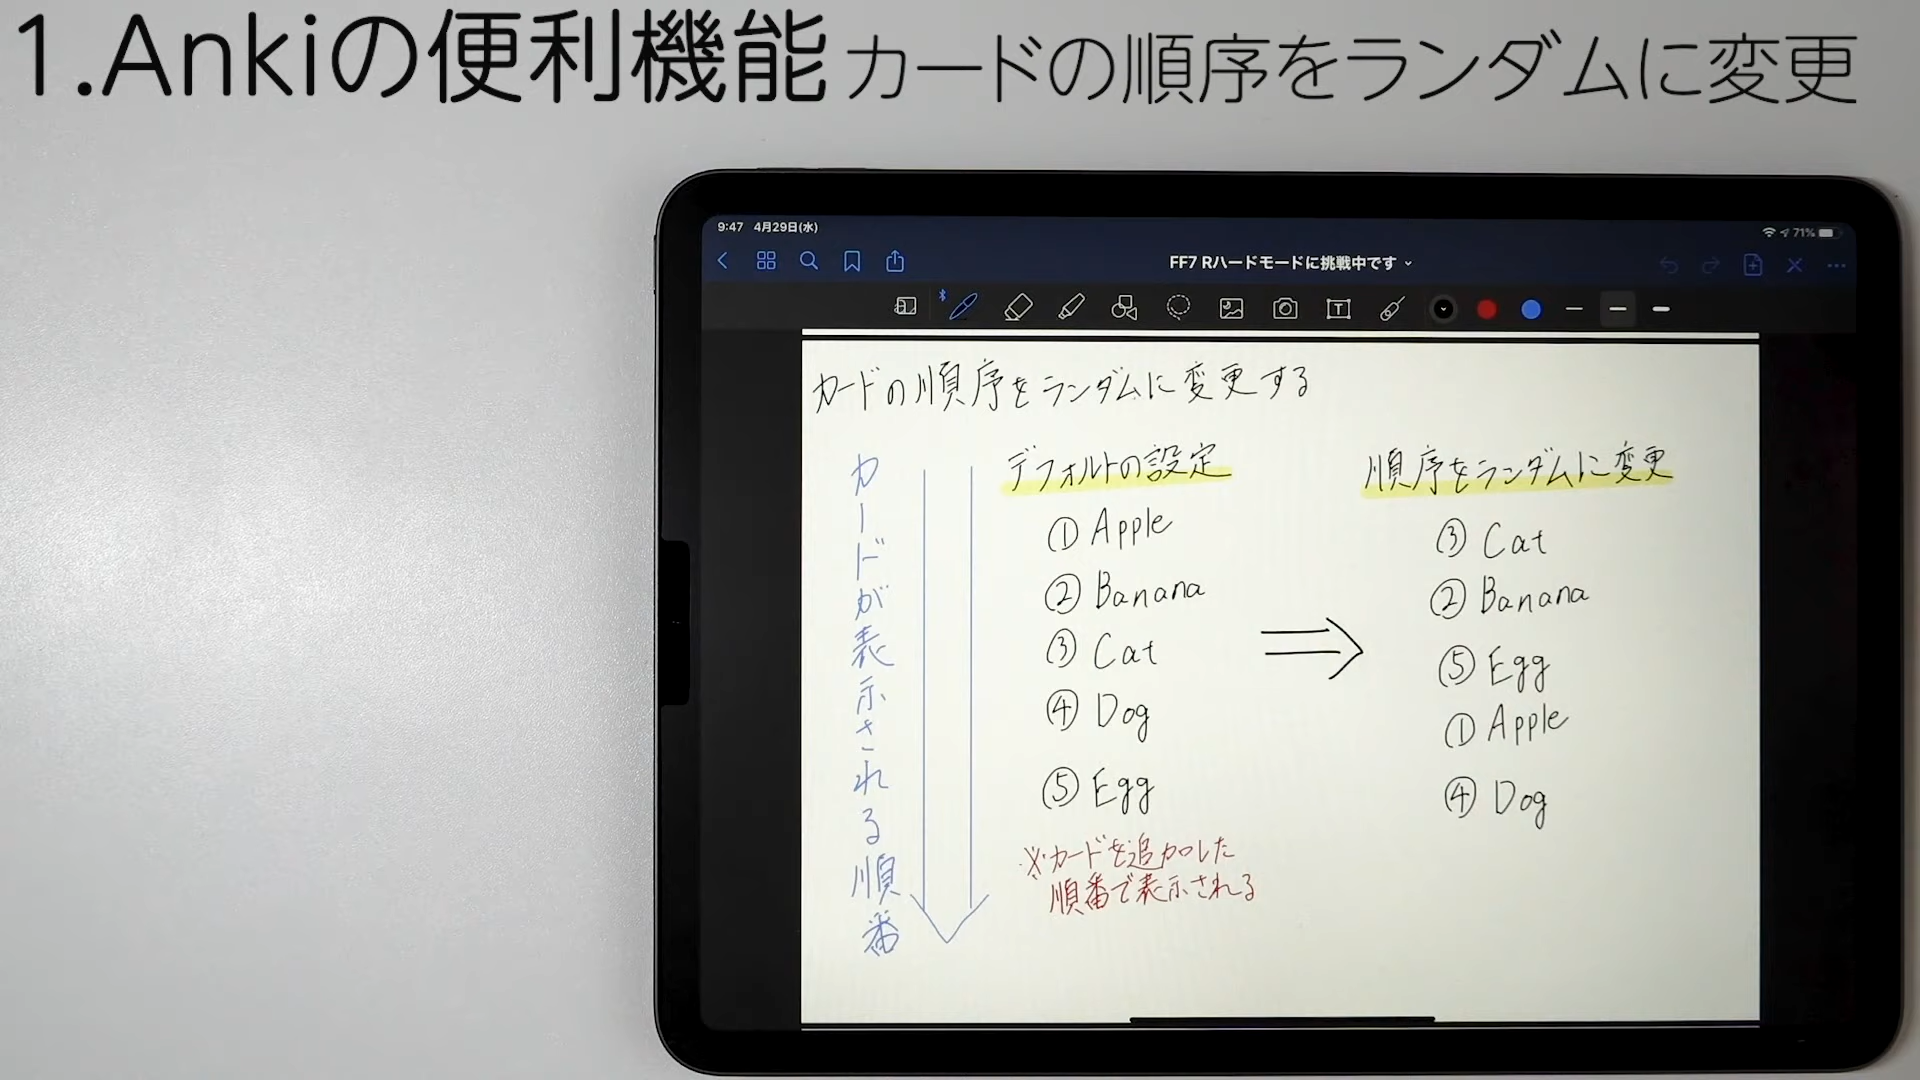 1.Ankiの便利機能 カードの順序をランダムに変更
9:47 4月29日(水)
71%
FF7 Rハードモードに挑戦中です
カードの順序をランダムに変更する
カードが表示される順番
デフォルトの設定
① Apple
② Banana
③ Cat
④ Dog
⑤ Egg
※カードを追加した
順番で表示される
順序をランダムに変更
③ Cat
② Banana
⑤ Egg
① Apple
④ Dog